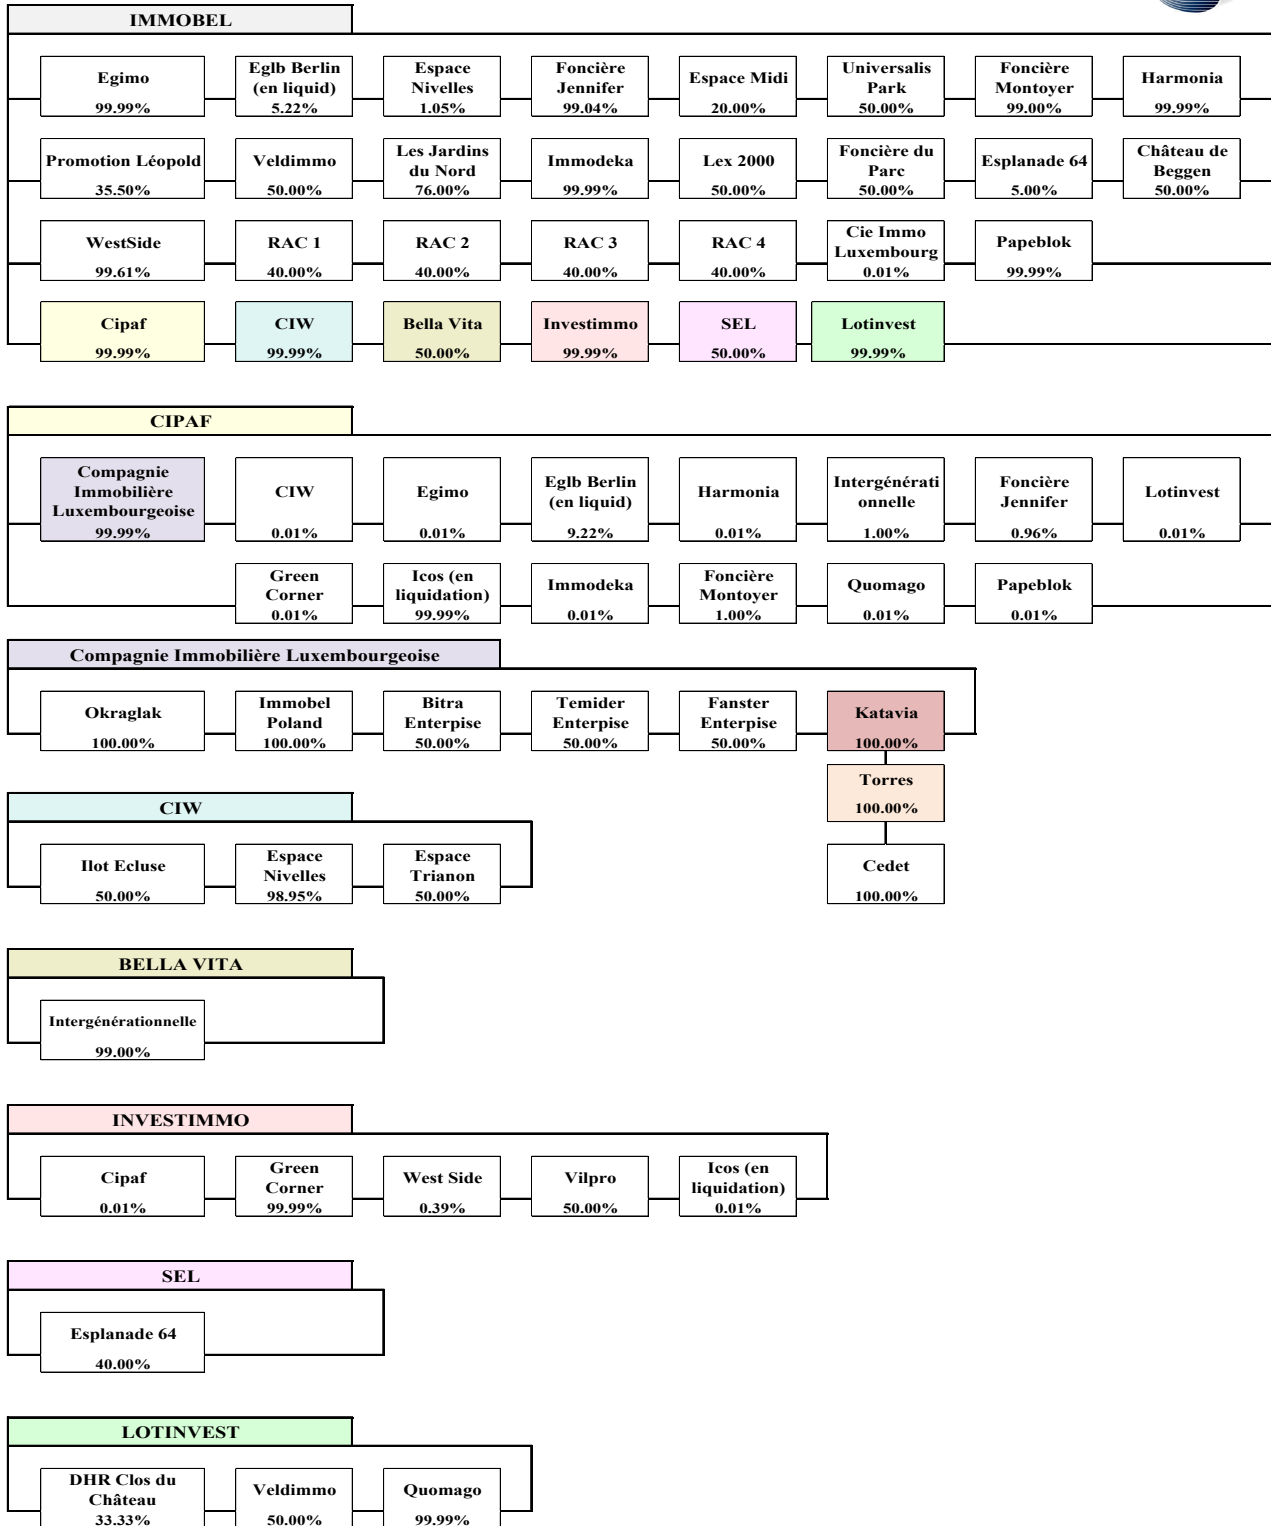 IMMOBEL
Egimo
99.99%
Eglb Berlin
(en liquid)
5.22%
Espace
Nivelles
1.05%
Foncière
Jennifer
99.04%
Espace Midi
20.00%
Universalis
Park
50.00%
Foncière
Montoyer
99.00%
Harmonia
99.99%
Promotion Léopold
35.50%
Veldimmo
50.00%
Les Jardins
du Nord
76.00%
Immodeka
99.99%
Lex 2000
50.00%
Foncière du
Parc
50.00%
Esplanade 64
5.00%
Château de
Beggen
50.00%
WestSide
99.61%
RAC 1
40.00%
RAC 2
40.00%
RAC 3
40.00%
RAC 4
40.00%
Cie Immo
Luxembourg
0.01%
Papeblok
99.99%
Cipaf
99.99%
CIW
99.99%
Bella Vita
50.00%
Investimmo
99.99%
SEL
50.00%
Lotinvest
99.99%
CIPAF
Compagnie
Immobilière
Luxembourgeoise
99.99%
CIW
0.01%
Egimo
0.01%
Eglb Berlin
(en liquid)
9.22%
Harmonia
0.01%
Intergénérati
onnelle
1.00%
Foncière
Jennifer
0.96%
Lotinvest
0.01%
Green
Corner
0.01%
Icos (en
liquidation)
99.99%
Immodeka
0.01%
Foncière
Montoyer
1.00%
Quomago
0.01%
Papeblok
0.01%
Compagnie Immobilière Luxembourgeoise
Okraglak
100.00%
Immobel
Poland
100.00%
Bitra
Enterpise
50.00%
Temider
Enterpise
50.00%
Fanster
Enterpise
50.00%
Katavia
100.00%
Torres
100.00%
Cedet
100.00%
CIW
Ilot Ecluse
50.00%
Espace
Nivelles
98.95%
Espace
Trianon
50.00%
BELLA VITA
Intergénérationnelle
99.00%
INVESTIMMO
Cipaf
0.01%
Green
Corner
99.99%
West Side
0.39%
Vilpro
50.00%
Icos (en
liquidation)
0.01%
SEL
Esplanade 64
40.00%
LOTINVEST
DHR Clos du
Château
33.33%
Veldimmo
50.00%
Quomago
99.99%